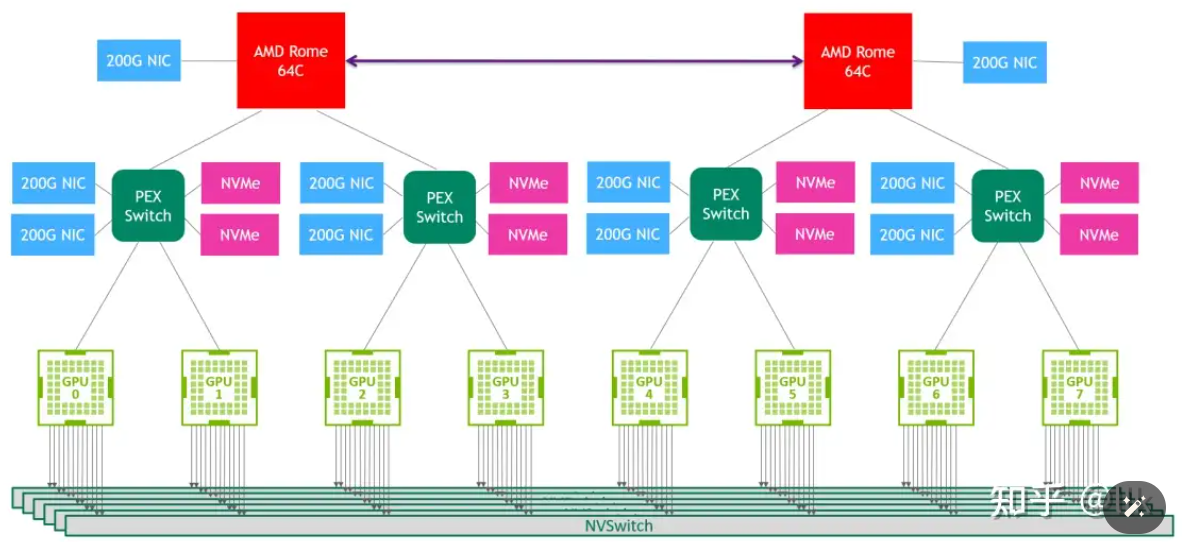 200G NIC
AMD Rome
64C
AMD Rome
64C
200G NIC
200G NIC
200G NIC
PEX
Switch
NVMe
NVMe
200G NIC
200G NIC
PEX
Switch
NVMe
NVMe
200G NIC
200G NIC
PEX
Switch
NVMe
NVMe
200G NIC
200G NIC
PEX
Switch
NVMe
NVMe
GPU
0
GPU
1
GPU
2
GPU
3
GPU
4
GPU
5
GPU
6
GPU
7
NVSwitch
知乎 @